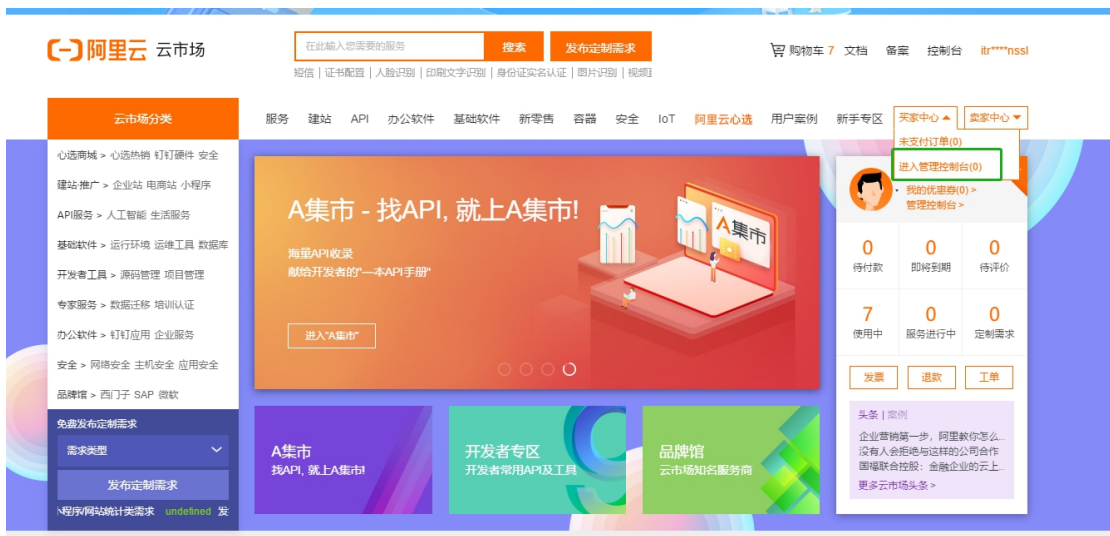 阿里云 云市场
在此输入您需要的服务
搜索
发布定制需求
购物车 7 文档 备案 控制台 itr****nssl
短信 | 证书配置 | 人脸识别 | 印刷文字识别 | 身份证实名认证 | 图片识别 | 视频
云市场分类
服务 建站 API 办公软件 基础软件 新零售 容器 安全 IoT 阿里云心选 用户案例 新手专区 买家中心 卖家中心
未支付订单(0)
进入管理控制台(0)
我的优惠券(0) >
管理控制台 >
心选商城 > 心选热销 钉钉硬件 安全
建站·推广 > 企业站 电商站 小程序
API服务 > 人工智能 生活服务
基础软件 > 运行环境 运维工具 数据库
开发者工具 > 源码管理 项目管理
专家服务 > 数据迁移 培训认证
办公软件 > 钉钉应用 企业服务
安全 > 网络安全 主机安全 应用安全
品牌馆 > 西门子 SAP 微软
免费发布定制需求
需求类型
发布定制需求
程序/网站统计类需求 undefined 发
A集市 - 找API, 就上A集市!
海量API收录
献给开发者的"一本API手册"
进入"A集市"
A集市
0 0 0
待付款 即将到期 待评价
7 0 0
使用中 服务进行中 定制需求
发票 退款 工单
A集市
找API, 就上A集市!
开发者专区
开发者常用API及工具
品牌馆
云市场知名服务商
头条 | 案例
企业营销第一步，阿里教你怎么...
没有人会拒绝与这样的公司合作
国福联合控股：金融企业的云上...
更多云市场头条 >